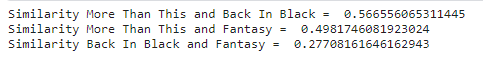 Similarity More Than This and Back In Black =  0.566556065311445
Similarity More Than This and Fantasy =  0.4981746081923024
Similarity Back In Black and Fantasy =  0.27708161646162943